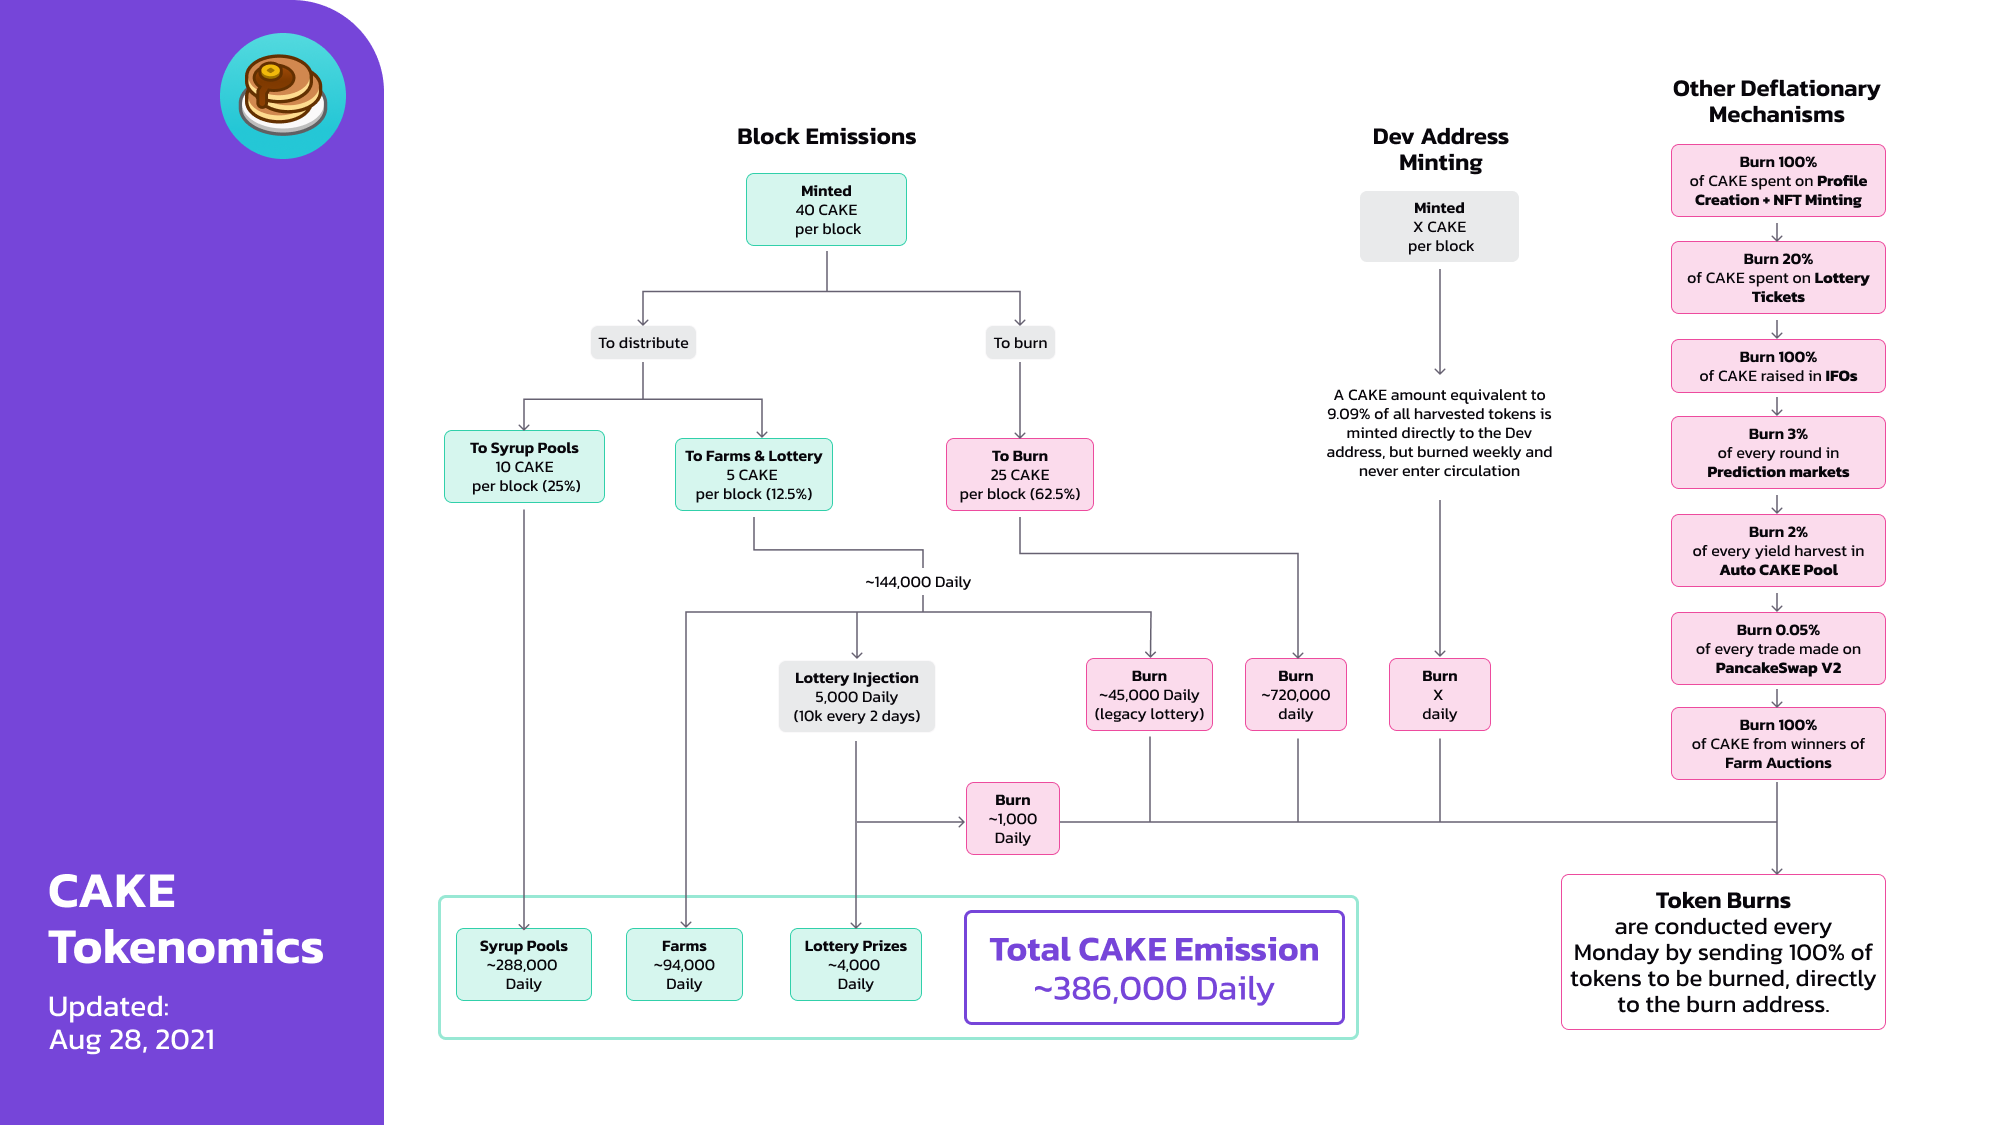 CAKE
Tokenomics
Updated:
Aug 28, 2021
Block Emissions
Minted
40 CAKE
per block
To distribute
To burn
To Syrup Pools
10 CAKE
per block (25%)
To Farms & Lottery
5 CAKE
per block (12.5%)
To Burn
25 CAKE
per block (62.5%)
~144,000 Daily
Lottery Injection
5,000 Daily
(10k every 2 days)
Burn
~45,000 Daily
(legacy lottery)
Burn
~720,000
daily
Burn
~1,000
Daily
Syrup Pools
~288,000
Daily
Farms
~94,000
Daily
Lottery Prizes
~4,000
Daily
Total CAKE Emission
~386,000 Daily
Dev Address
Minting
Minted
X CAKE
per block
A CAKE amount equivalent to
9.09% of all harvested tokens is
minted directly to the Dev
address, but burned weekly and
never enter circulation
Burn
X
daily
Other Deflationary
Mechanisms
Burn 100%
of CAKE spent on Profile
Creation + NFT Minting
Burn 20%
of CAKE spent on Lottery
Tickets
Burn 100%
of CAKE raised in IFOs
Burn 3%
of every round in
Prediction markets
Burn 2%
of every yield harvest in
Auto CAKE Pool
Burn 0.05%
of every trade made on
PancakeSwap V2
Burn 100%
of CAKE from winners of
Farm Auctions
Token Burns
are conducted every
Monday by sending 100% of
tokens to be burned, directly
to the burn address.